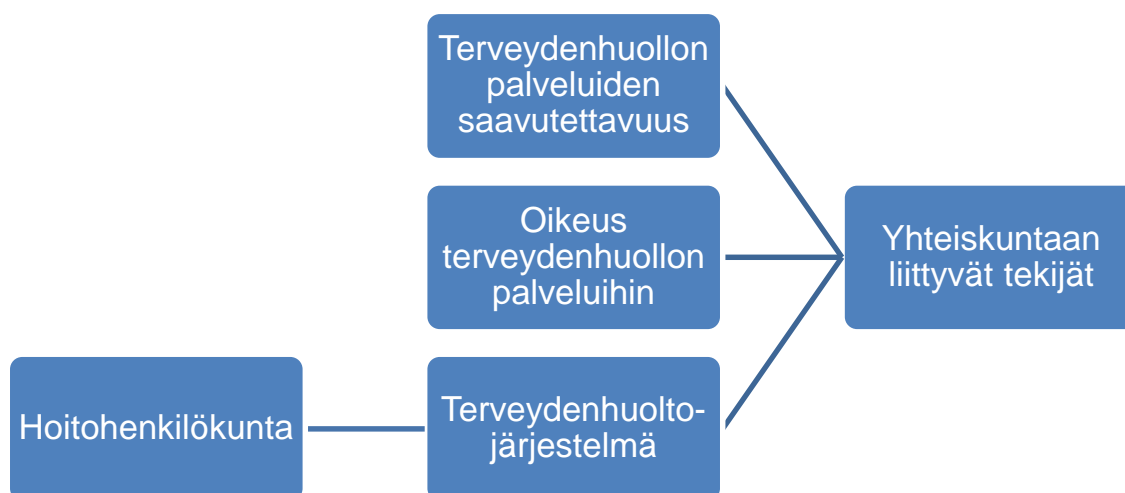 Terveydenhuollon
palveluiden
saavutettavuus
Oikeus
terveydenhuollon
palveluihin
Yhteiskuntaan
liittyvät tekijät
Hoitohenkilökunta
Terveydenhuolto-
järjestelmä